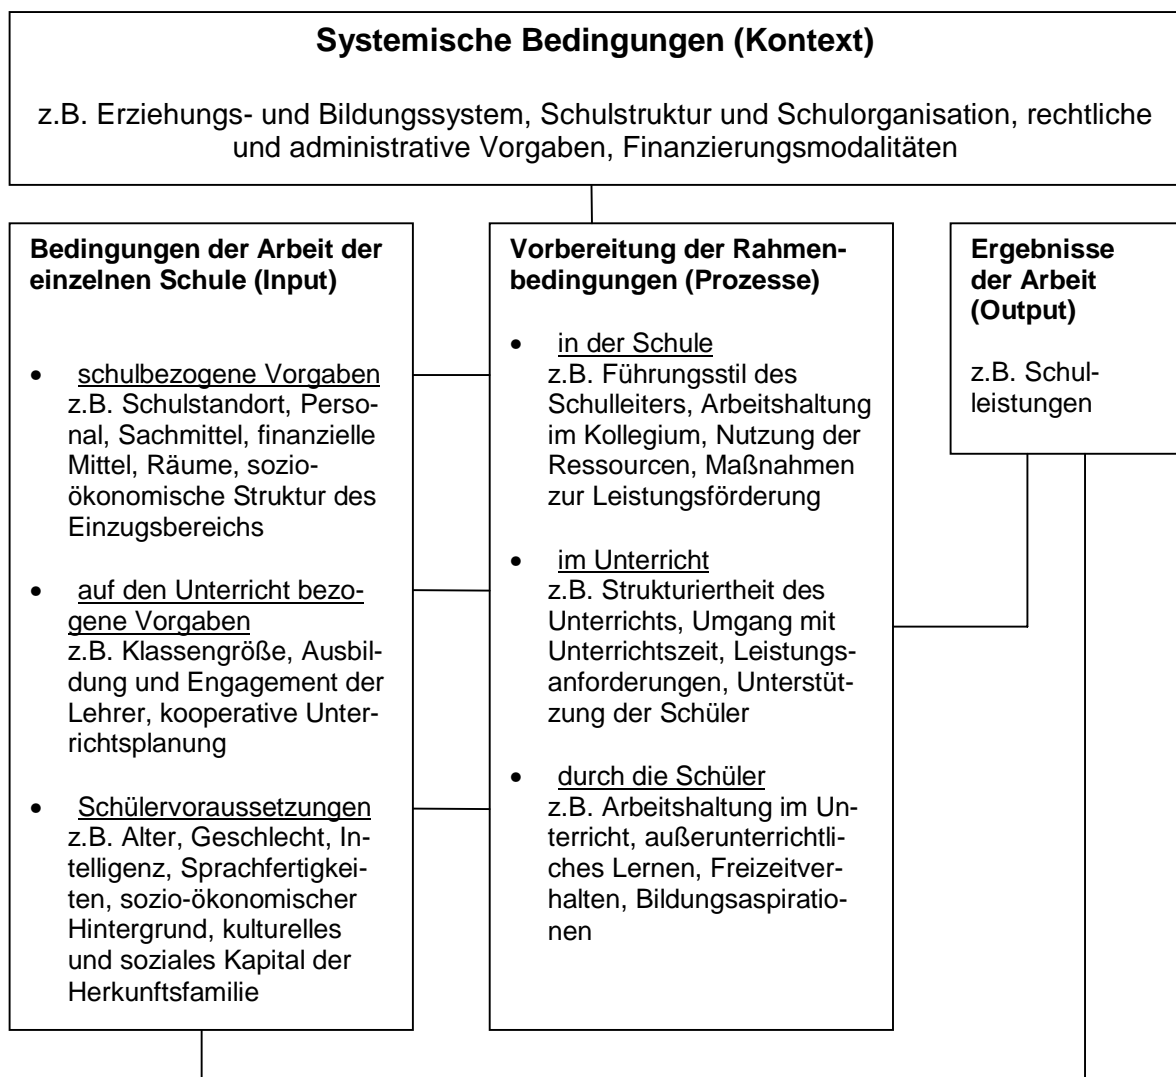 Systemische Bedingungen (Kontext)
z.B. Erziehungs- und Bildungssystem, Schulstruktur und Schulorganisation, rechtliche
und administrative Vorgaben, Finanzierungsmodalitäten
Bedingungen der Arbeit der
einzelnen Schule (Input)
• schulbezogene Vorgaben
z.B. Schulstandort, Perso-
nal, Sachmittel, finanzielle
Mittel, Räume, sozio-
ökonomische Struktur des
Einzugsbereichs
• auf den Unterricht bezo-
gene Vorgaben
z.B. Klassengröße, Ausbil-
dung und Engagement der
Lehrer, kooperative Unter-
richtsplanung
• Schülervoraussetzungen
z.B. Alter, Geschlecht, In-
telligenz, Sprachfertigkei-
ten, sozio-ökonomischer
Hintergrund, kulturelles
und soziales Kapital der
Herkunftsfamilie
Vorbereitung der Rahmen-
bedingungen (Prozesse)
• in der Schule
z.B. Führungsstil des
Schulleiters, Arbeitshaltung
im Kollegium, Nutzung der
Ressourcen, Maßnahmen
zur Leistungsförderung
• im Unterricht
z.B. Strukturiertheit des
Unterrichts, Umgang mit
Unterrichtszeit, Leistungs-
anforderungen, Unterstüt-
zung der Schüler
• durch die Schüler
z.B. Arbeitshaltung im Un-
terricht, außerunterrichtli-
ches Lernen, Freizeitver-
halten, Bildungsaspiratio-
nen
Ergebnisse
der Arbeit
(Output)
z.B. Schul-
leistungen